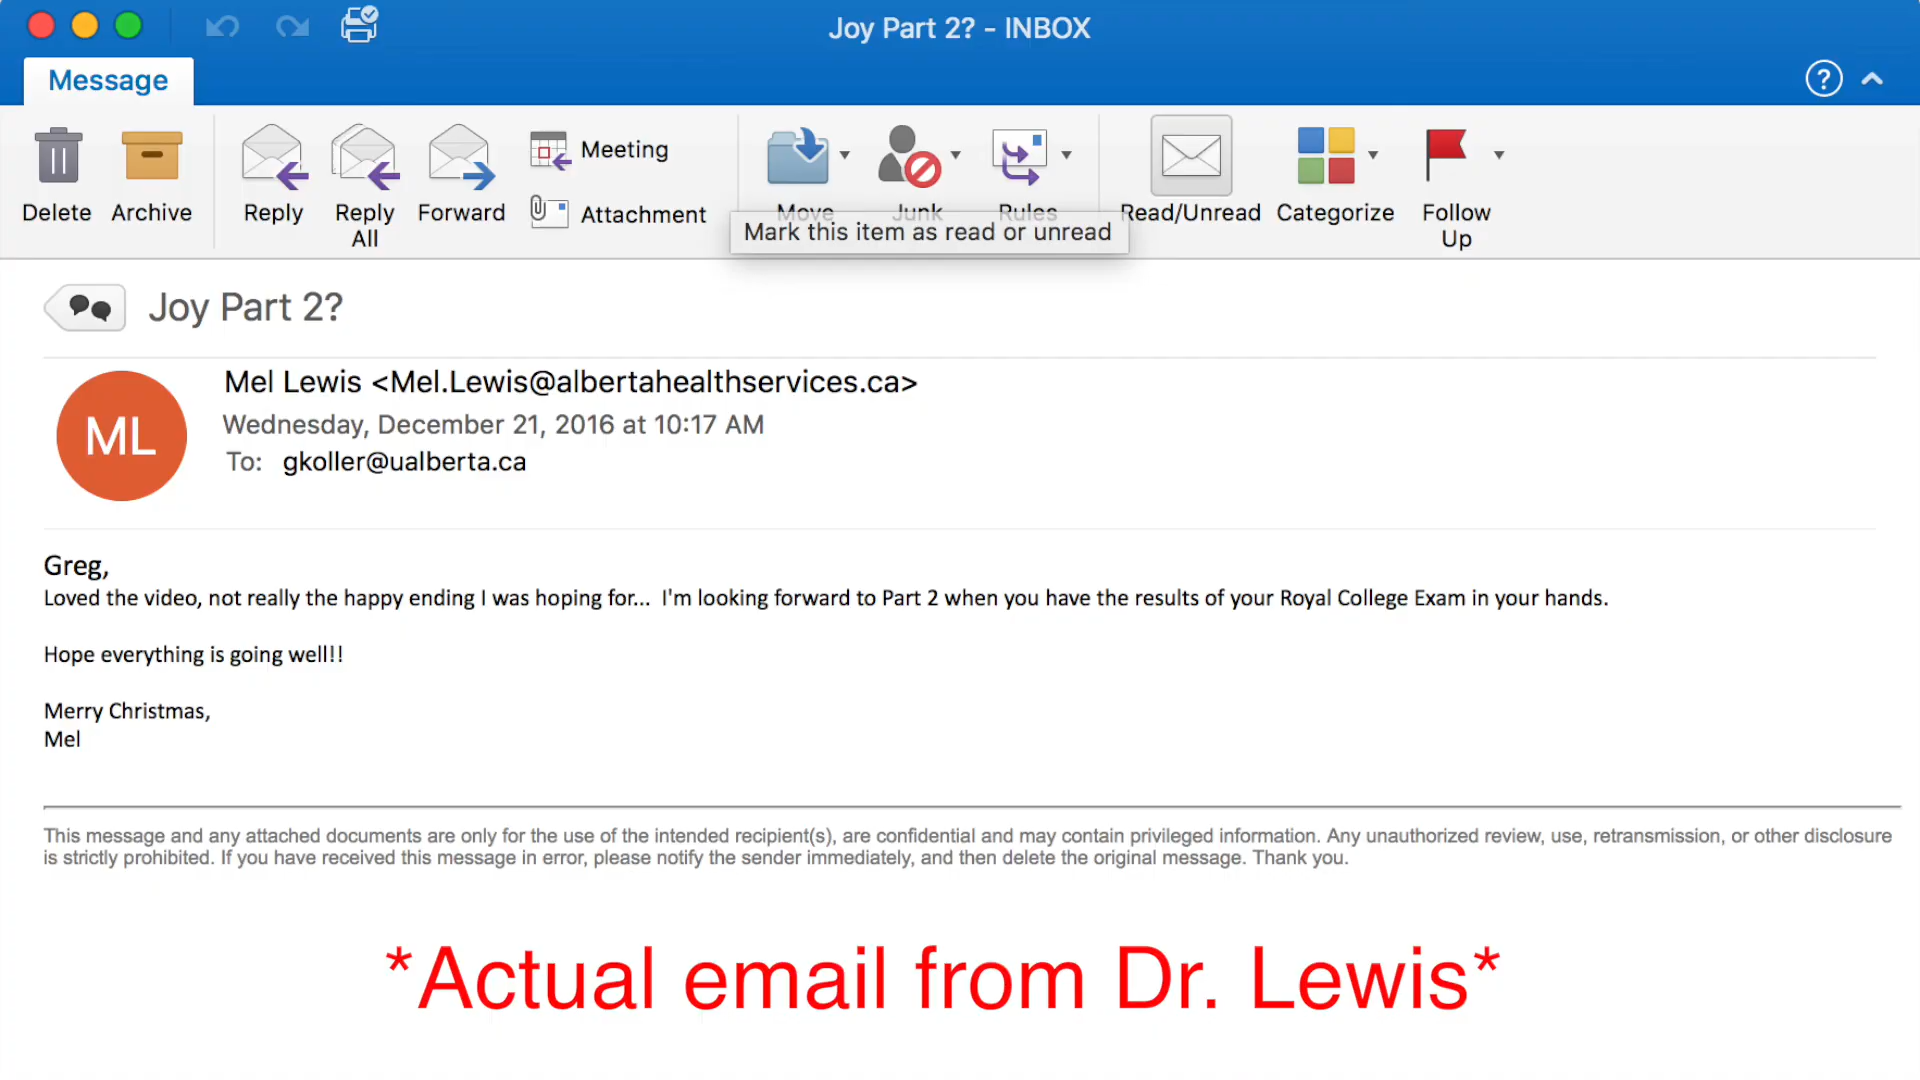 Joy Part 2? - INBOX
Message
?
Delete
Archive
Reply
Reply All
Forward
Meeting
Attachment
Move
Junk
Rules
Read/Unread
Categorize
Follow Up
Mark this item as read or unread
Joy Part 2?
ML
Mel Lewis <Mel.Lewis@albertahealthservices.ca>
Wednesday, December 21, 2016 at 10:17 AM
To: gkoller@ualberta.ca
Greg,
Loved the video, not really the happy ending I was hoping for... I'm looking forward to Part 2 when you have the results of your Royal College Exam in your hands.
Hope everything is going well!!
Merry Christmas,
Mel
This message and any attached documents are only for the use of the intended recipient(s), are confidential and may contain privileged information. Any unauthorized review, use, retransmission, or other disclosure
is strictly prohibited. If you have received this message in error, please notify the sender immediately, and then delete the original message. Thank you.
*Actual email from Dr. Lewis*